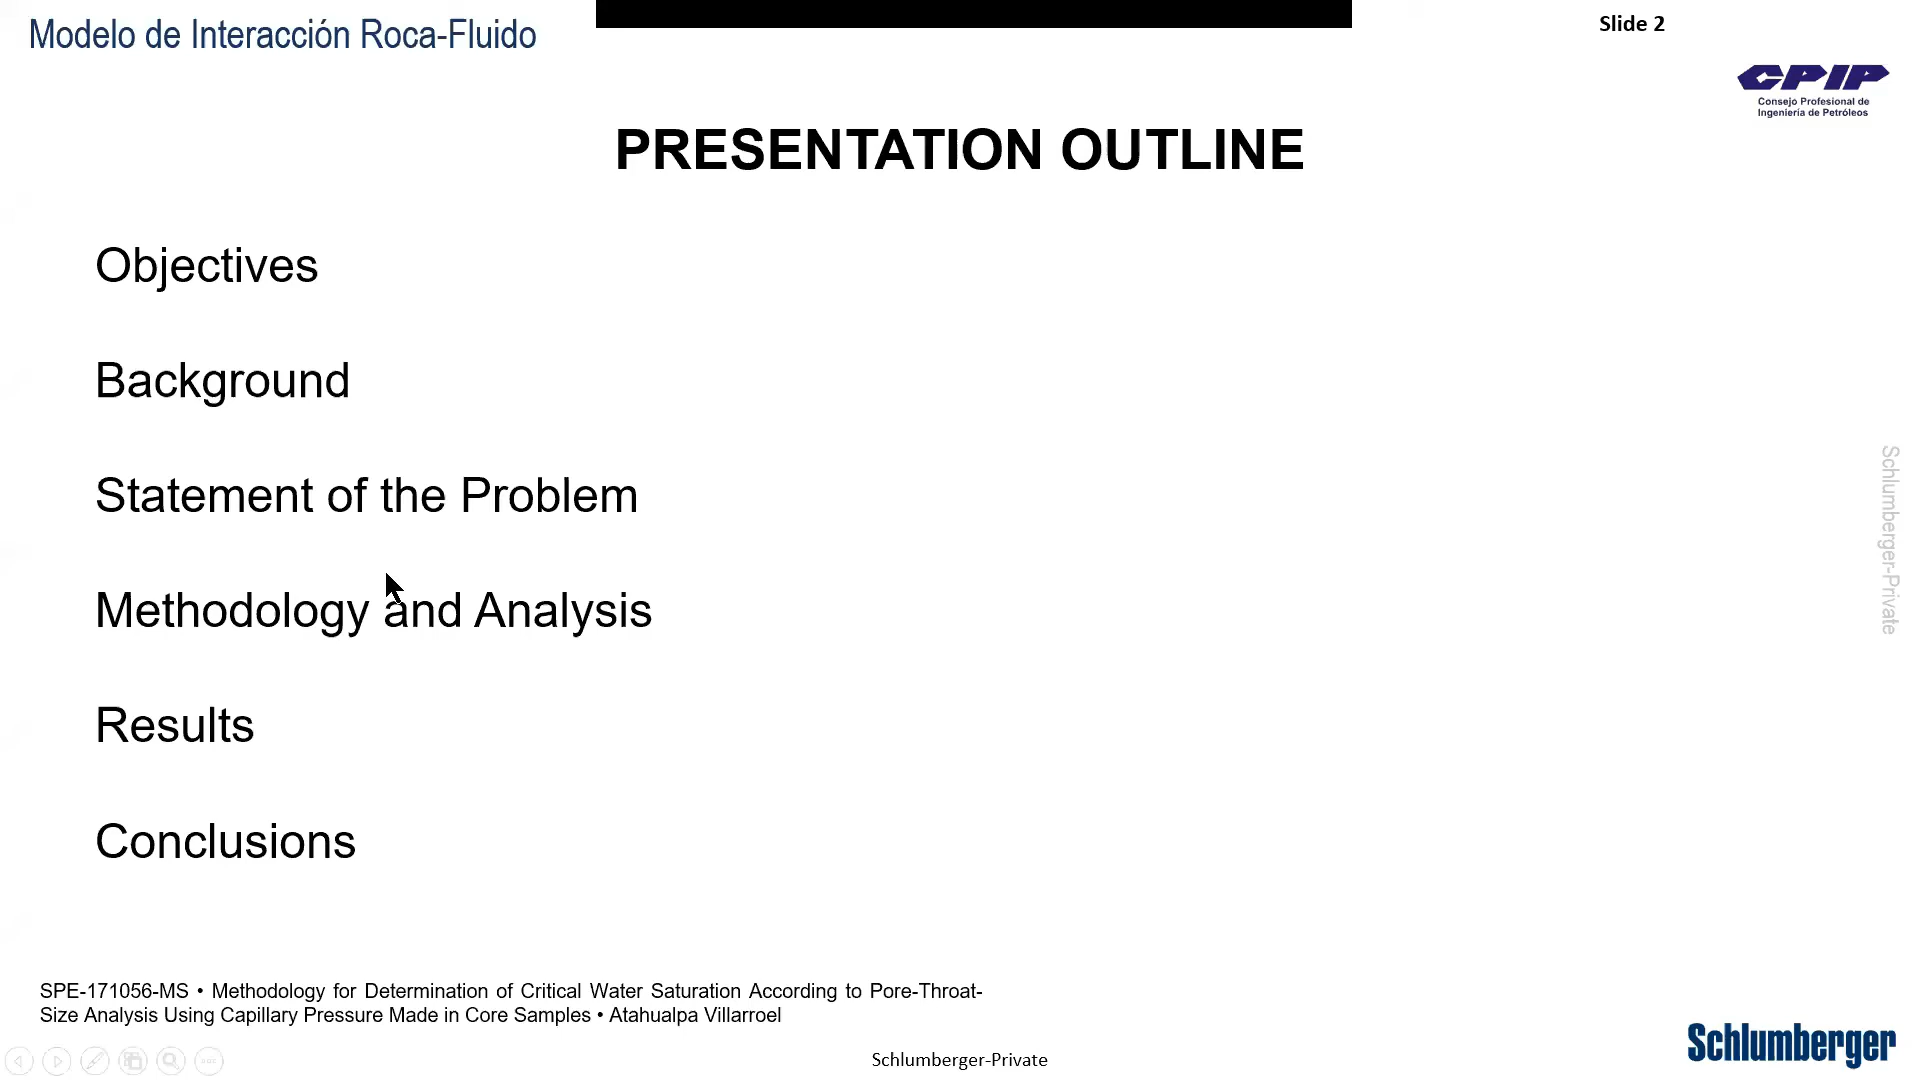 Modelo de Interacción Roca-Fluido
Slide 2
CPIP
Consejo Profesional de
Ingeniería de Petróleos
PRESENTATION OUTLINE
Objectives
Background
Statement of the Problem
Methodology and Analysis
Results
Conclusions
Schlumberger-Private
SPE-171056-MS • Methodology for Determination of Critical Water Saturation According to Pore-Throat-
Size Analysis Using Capillary Pressure Made in Core Samples • Atahualpa Villarroel
Schlumberger-Private
Schlumberger